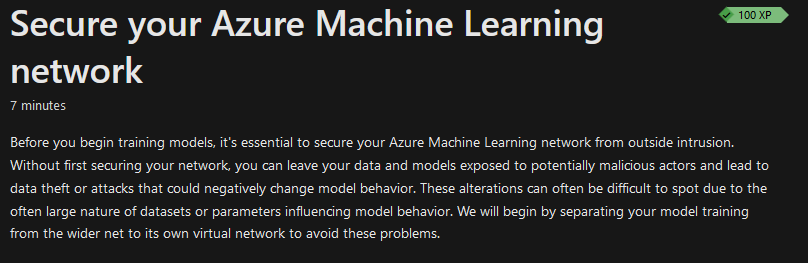 Secure your Azure Machine Learning
network
100 XP
7 minutes
Before you begin training models, it's essential to secure your Azure Machine Learning network from outside intrusion.
Without first securing your network, you can leave your data and models exposed to potentially malicious actors and lead to
data theft or attacks that could negatively change model behavior. These alterations can often be difficult to spot due to the
often large nature of datasets or parameters influencing model behavior. We will begin by separating your model training
from the wider net to its own virtual network to avoid these problems.